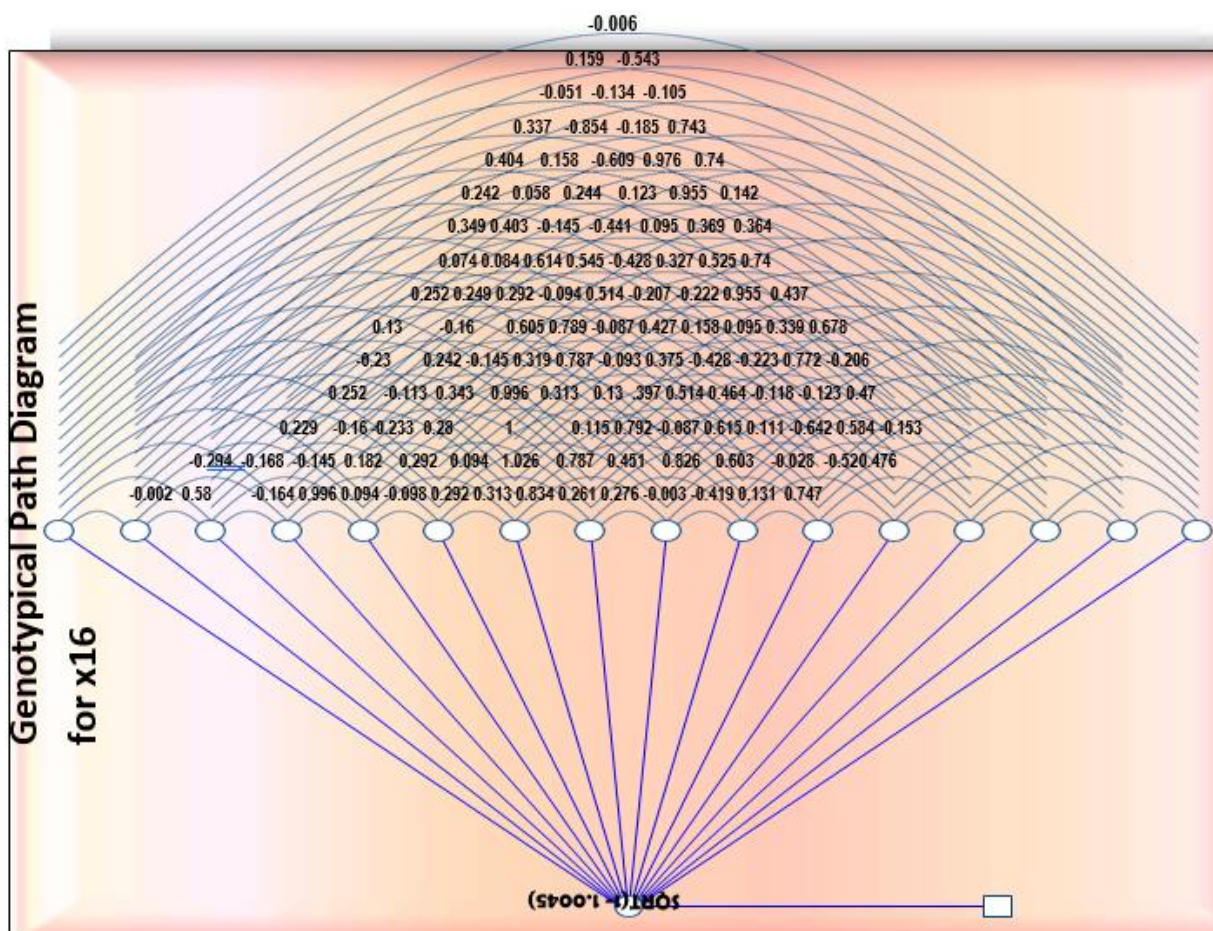 -0.006
0.159 -0.543
-0.051 -0.134 -0.105
0.337 -0.854 -0.185 0.743
0.404 0.158 -0.609 0.976 0.74
0.242 0.058 0.244 0.123 0.955 0.142
0.349 0.403 -0.145 -0.441 0.095 0.369 0.364
0.074 0.084 0.614 0.545 -0.428 0.327 0.525 0.74
0.252 0.249 0.292 -0.094 0.514 -0.207 -0.222 0.955 0.437
0.13 -0.16 0.605 0.789 -0.087 0.427 0.158 0.095 0.339 0.678
-0.23 0.242 -0.145 0.319 0.787 -0.093 0.375 -0.428 -0.223 0.772 -0.206
0.252 -0.113 0.343 0.996 0.313 0.13 .397 0.514 0.464 -0.118 -0.123 0.47
0.229 -0.16 -0.233 0.28 1 0.115 0.792 -0.087 0.615 0.111 -0.642 0.584 -0.153
-0.294 -0.168 -0.145 0.182 0.292 0.094 1.026 0.787 0.451 0.826 0.603 -0.028 -0.520.476
-0.002 0.58 -0.164 0.996 0.094 -0.098 0.292 0.313 0.834 0.261 0.276 -0.003 -0.419 0.131 0.747
Genotypical Path Diagram
for x16
SQRT(1- 1.0045)